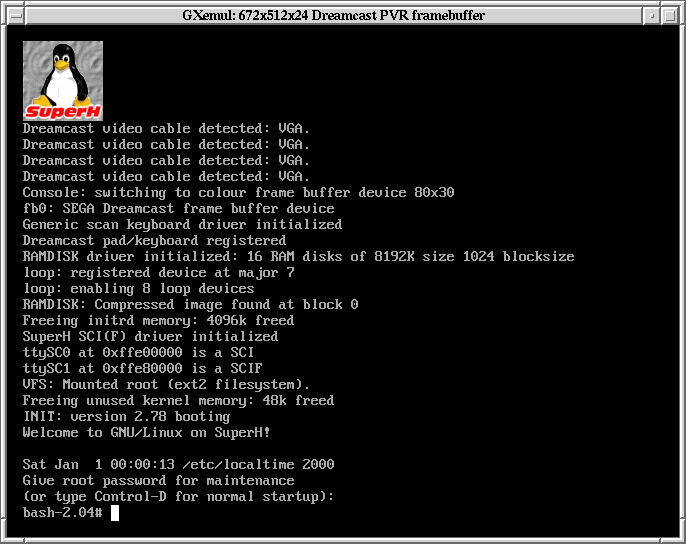 GXemul: 672x512x24 Dreamcast PVR framebuffer
SuperH
Dreamcast video cable detected: VGA.
Dreamcast video cable detected: VGA.
Dreamcast video cable detected: VGA.
Dreamcast video cable detected: VGA.
Console: switching to colour frame buffer device 80x30
fb0: SEGA Dreamcast frame buffer device
Generic scan keyboard driver initialized
Dreamcast pad/keyboard registered
RAMDISK driver initialized: 16 RAM disks of 8192K size 1024 blocksize
loop: registered device at major 7
loop: enabling 8 loop devices
RAMDISK: Compressed image found at block 0
Freeing initrd memory: 4096k freed
SuperH SCI(F) driver initialized
ttySC0 at 0xffe00000 is a SCI
ttySC1 at 0xffe80000 is a SCIF
VFS: Mounted root (ext2 filesystem).
Freeing unused kernel memory: 48k freed
INIT: version 2.78 booting
Welcome to GNU/Linux on SuperH!
Sat Jan  1 00:00:13 /etc/localtime 2000
Give root password for maintenance
(or type Control-D for normal startup):
bash-2.04#